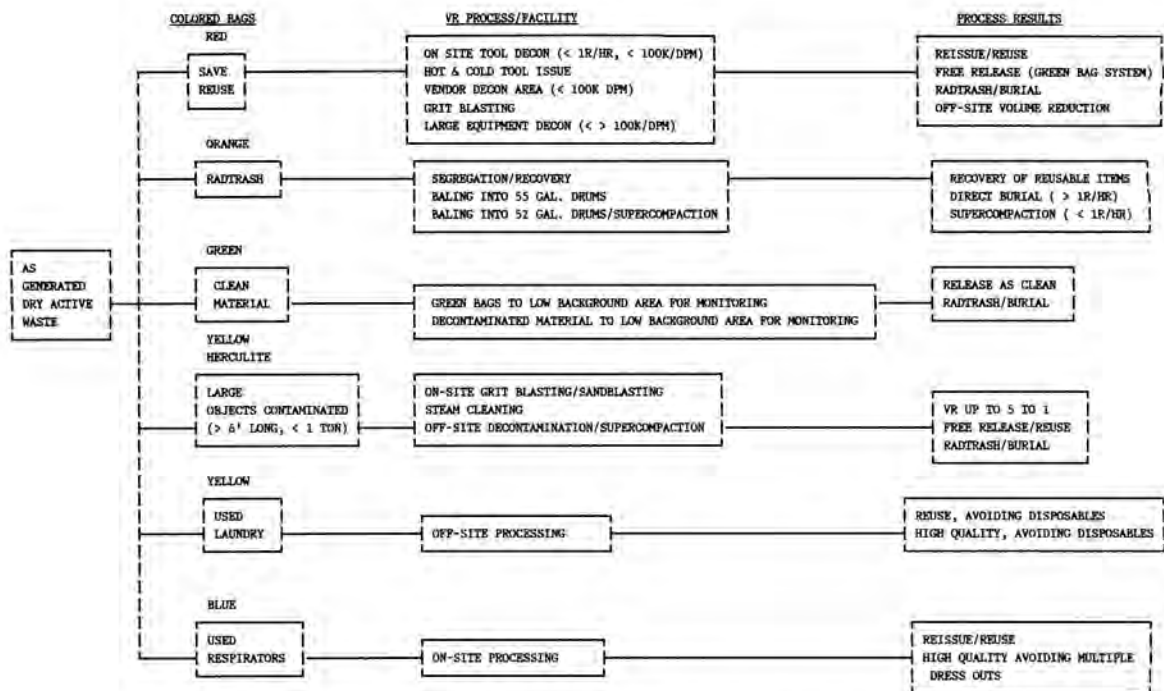 COLORED BAGS
VR PROCESS/FACILITY
PROCESS RESULTS
RED
SAVE
REUSE
ON SITE TOOL DECON (< 1R/HR, < 100K/DPM)
HOT & COLD TOOL ISSUE
VENDOR DECON AREA (< 100K DPM)
GRIT BLASTING
LARGE EQUIPMENT DECON (< > 100K/DPM)
REISSUE/REUSE
FREE RELEASE (GREEN BAG SYSTEM)
RADTRASH/BURIAL
OFF-SITE VOLUME REDUCTION
ORANGE
RADTRASH
SEGREGATION/RECOVERY
BALING INTO 55 GAL. DRUMS
BALING INTO 52 GAL. DRUMS/SUPERCOMPACTION
RECOVERY OF REUSABLE ITEMS
DIRECT BURIAL ( > 1R/HR)
SUPERCOMPACTION ( < 1R/HR)
AS
GENERATED
DRY ACTIVE
WASTE
GREEN
CLEAN
MATERIAL
GREEN BAGS TO LOW BACKGROUND AREA FOR MONITORING
DECONTAMINATED MATERIAL TO LOW BACKGROUND AREA FOR MONITORING
RELEASE AS CLEAN
RADTRASH/BURIAL
YELLOW
HERCULITE
LARGE
OBJECTS CONTAMINATED
(> 6' LONG, < 1 TON)
ON-SITE GRIT BLASTING/SANDBLASTING
STEAM CLEANING
OFF-SITE DECONTAMINATION/SUPERCOMPACTION
VR UP TO 5 TO 1
FREE RELEASE/REUSE
RADTRASH/BURIAL
YELLOW
USED
LAUNDRY
OFF-SITE PROCESSING
REUSE, AVOIDING DISPOSABLES
HIGH QUALITY, AVOIDING DISPOSABLES
BLUE
USED
RESPIRATORS
ON-SITE PROCESSING
REISSUE/REUSE
HIGH QUALITY AVOIDING MULTIPLE
DRESS OUTS